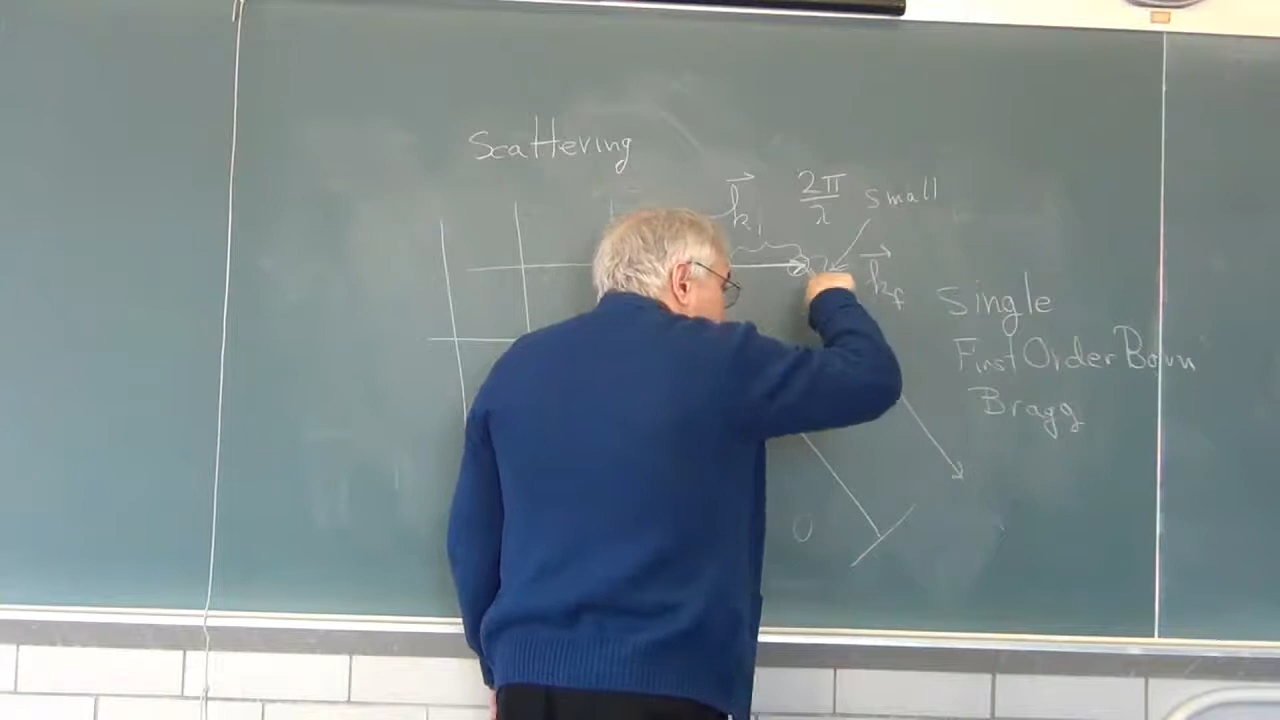 Scattering
k⃗i
2π/λ
small
k⃗f
Single
First Order Born
Bragg